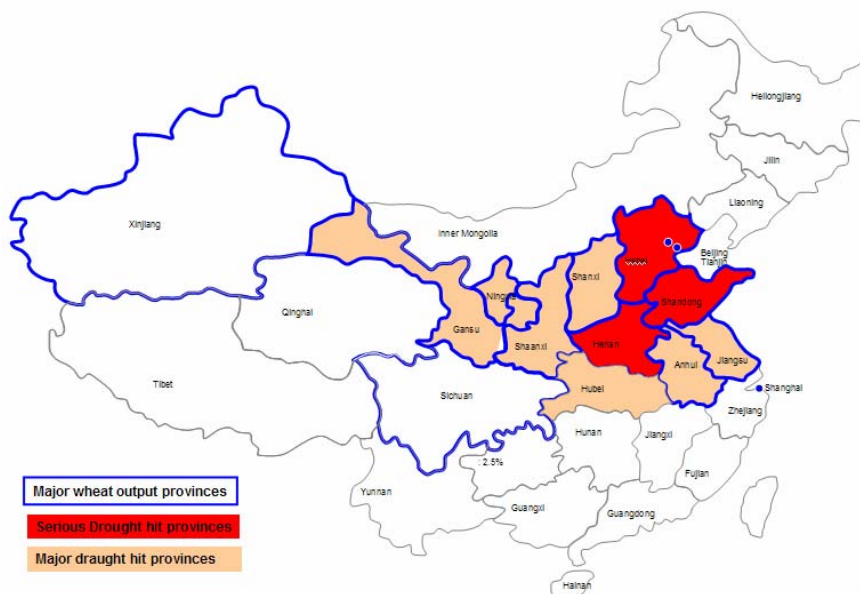 Heilongjiang
Jilin
Liaoning
Xinjiang
Inner Mongolia
Beijing
Tianjin
Shanxi
Shandong
Qinghai
Gansu
Shaanxi
Henan
Anhui
Jiangsu
Tibet
Sichuan
Hubei
Shanghai
Zhejiang
Hunan
Jiangxi
: 2.5%
Fujian
Yunnan
Guangxi
Guangdong
Hainan
Major wheat output provinces
Serious Drought hit provinces
Major draught hit provinces